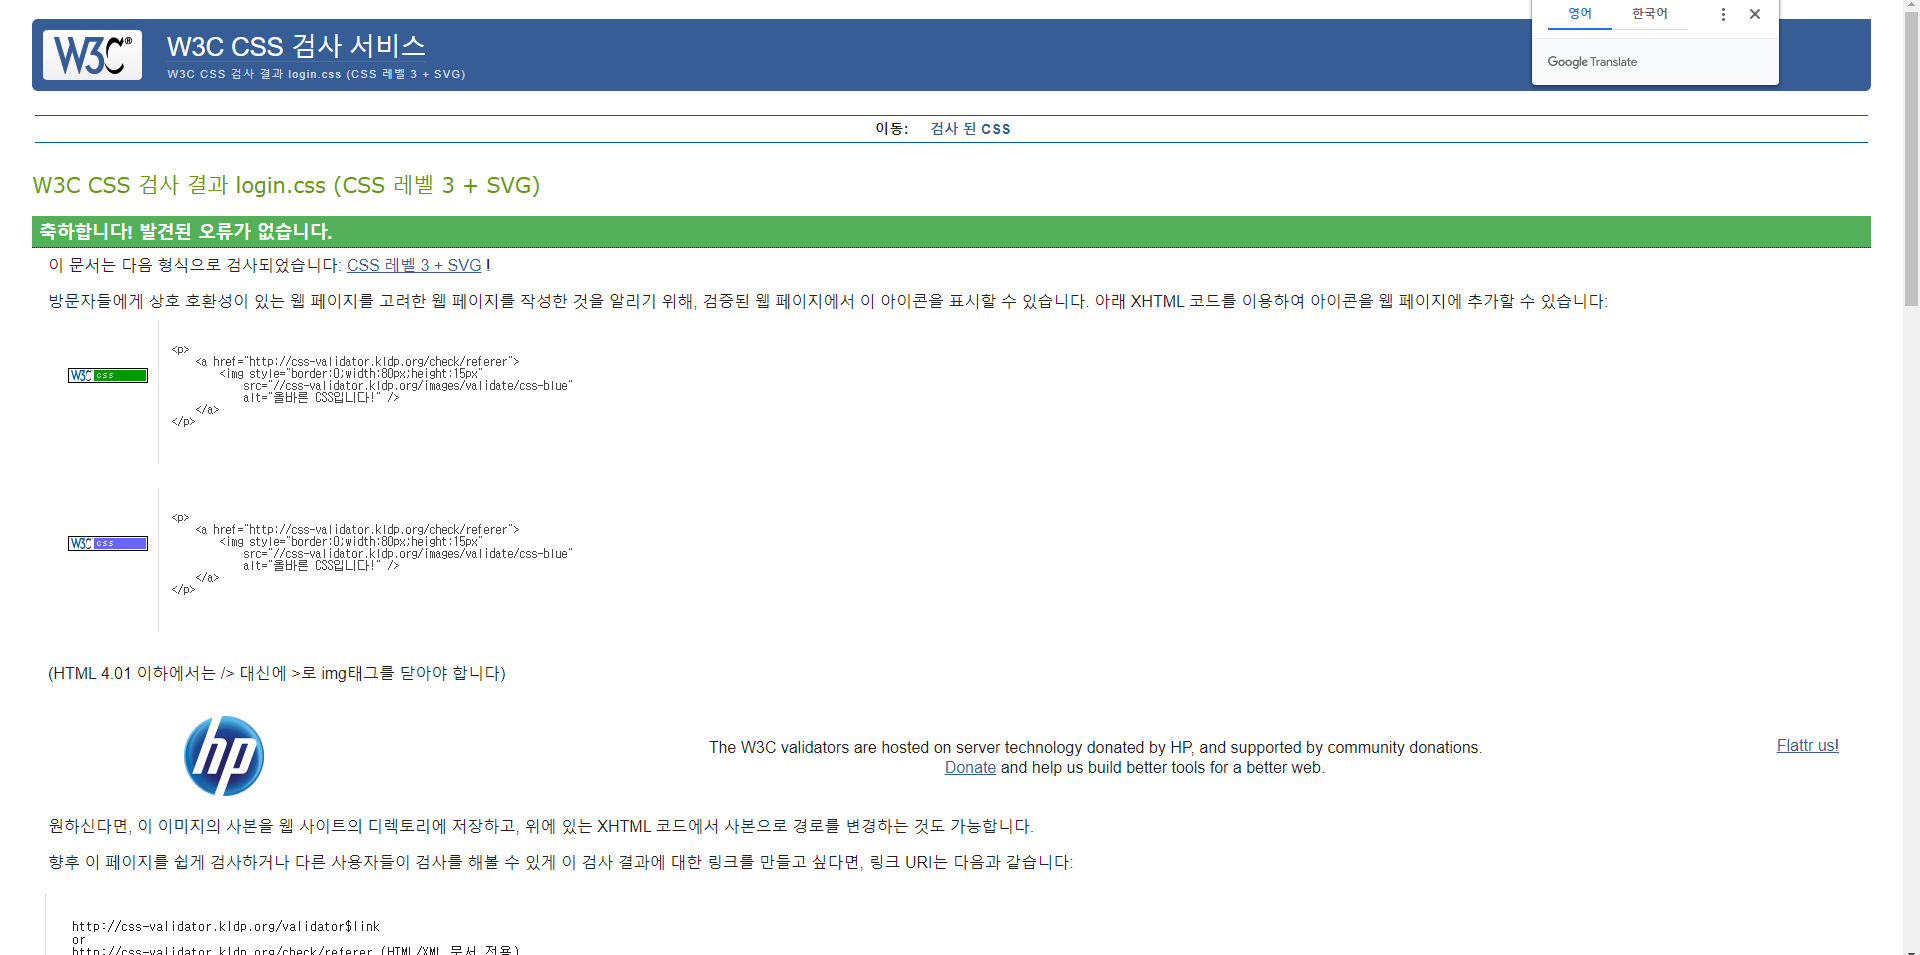 W3C®
W3C CSS 검사 서비스
W3C CSS 검사 결과 login.css (CSS 레벨 3 + SVG)
영어 한국어
Google Translate
이동: 검사 된 CSS
W3C CSS 검사 결과 login.css (CSS 레벨 3 + SVG)
축하합니다! 발견된 오류가 없습니다.
이 문서는 다음 형식으로 검사되었습니다: CSS 레벨 3 + SVG !
방문자들에게 상호 호환성이 있는 웹 페이지를 고려한 웹 페이지를 작성한 것을 알리기 위해, 검증된 웹 페이지에서 이 아이콘을 표시할 수 있습니다. 아래 XHTML 코드를 이용하여 아이콘을 웹 페이지에 추가할 수 있습니다:
W3C css
<p>
<a href="http://css-validator.kldp.org/check/referer">
<img style="border:0;width:80px;height:15px"
src="//css-validator.kldp.org/images/validate/css-blue"
alt="올바른 CSS입니다!" />
</a>
</p>
W3C css
<p>
<a href="http://css-validator.kldp.org/check/referer">
<img style="border:0;width:80px;height:15px"
src="//css-validator.kldp.org/images/validate/css-blue"
alt="올바른 CSS입니다!" />
</a>
</p>
(HTML 4.01 이하에서는 /> 대신에 >로 img태그를 닫아야 합니다)
hp
The W3C validators are hosted on server technology donated by HP, and supported by community donations.
Donate and help us build better tools for a better web.
Flattr us!
원하신다면, 이 이미지의 사본을 웹 사이트의 디렉토리에 저장하고, 위에 있는 XHTML 코드에서 사본으로 경로를 변경하는 것도 가능합니다.
향후 이 페이지를 쉽게 검사하거나 다른 사용자들이 검사를 해볼 수 있게 이 검사 결과에 대한 링크를 만들고 싶다면, 링크 URI는 다음과 같습니다:
http://css-validator.kldp.org/validator$link
or
http://css-validator.kldp.org/check/referer (HTML/XML 문서 전용)